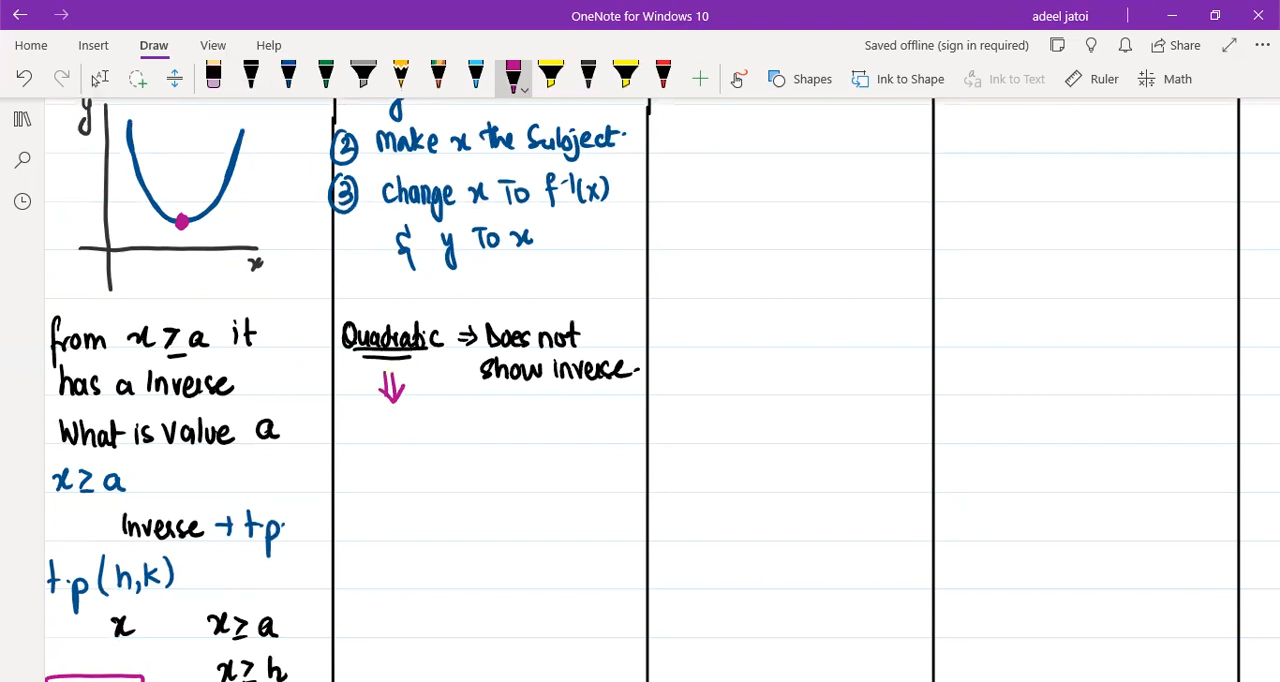 OneNote for Windows 10
adeel jatoi
Home
Insert
Draw
View
Help
Saved offline (sign in required)
Share
Shapes
Ink to Shape
Ink to Text
Ruler
Math
y
x
from x ≥ a it
has a Inverse
What is value a
x ≥ a
Inverse → t.p.
t.p (h,k)
x x ≥ a
x ≥ h
② Make x the Subject.
③ Change x To f⁻¹(x)
& y To x
Quadratic ⇒ Does not
show inverse.